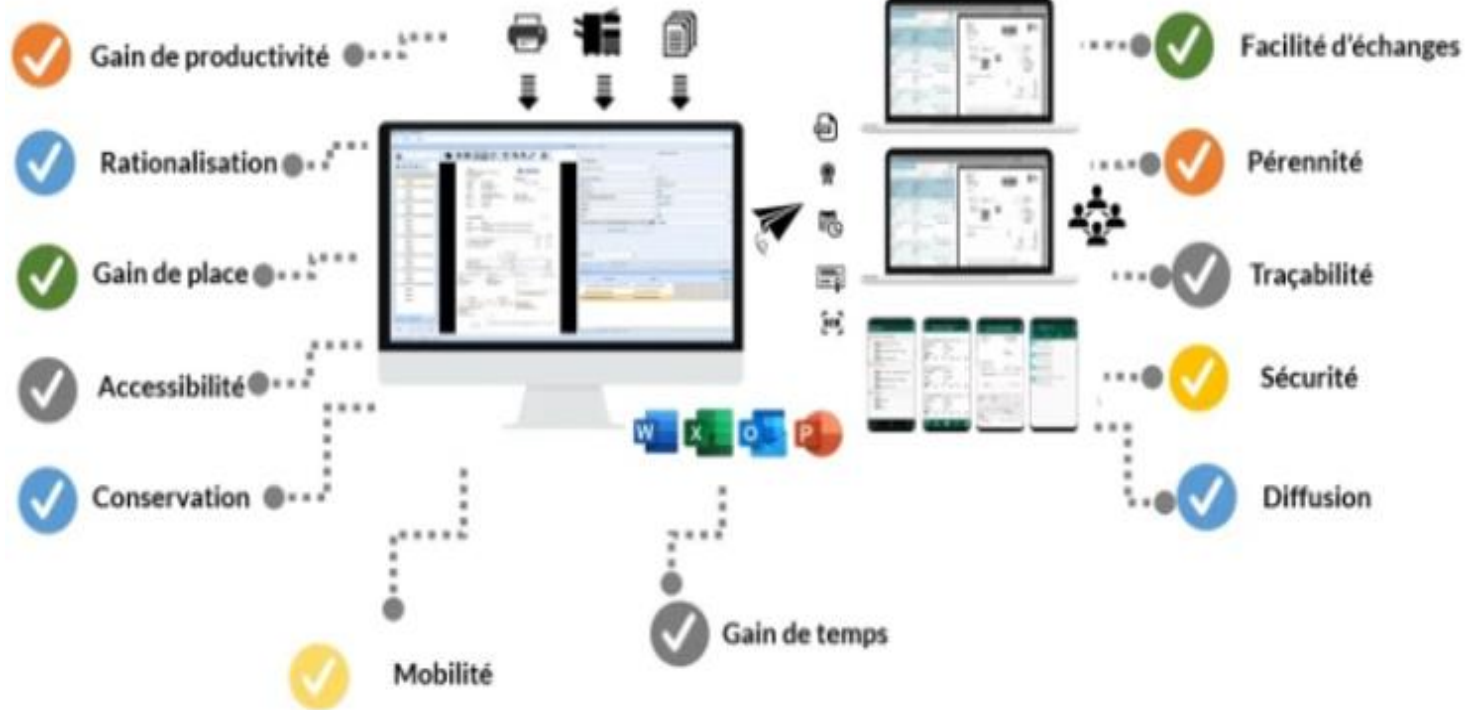 Gain de productivité
Rationalisation
Gain de place
Accessibilité
Conservation
Mobilité
Gain de temps
Facilité d'échanges
Pérennité
Traçabilité
Sécurité
Diffusion
W
X
O
P